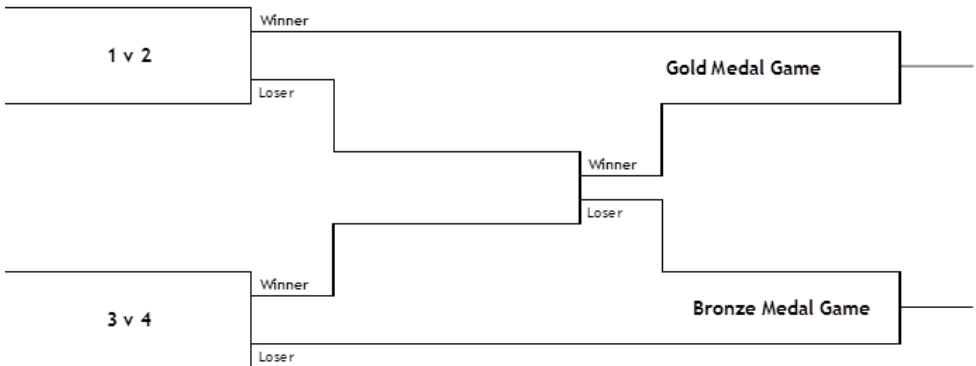 Winner
1 v 2
Gold Medal Game
Loser
Winner
Loser
Winner
3 v 4
Bronze Medal Game
Loser